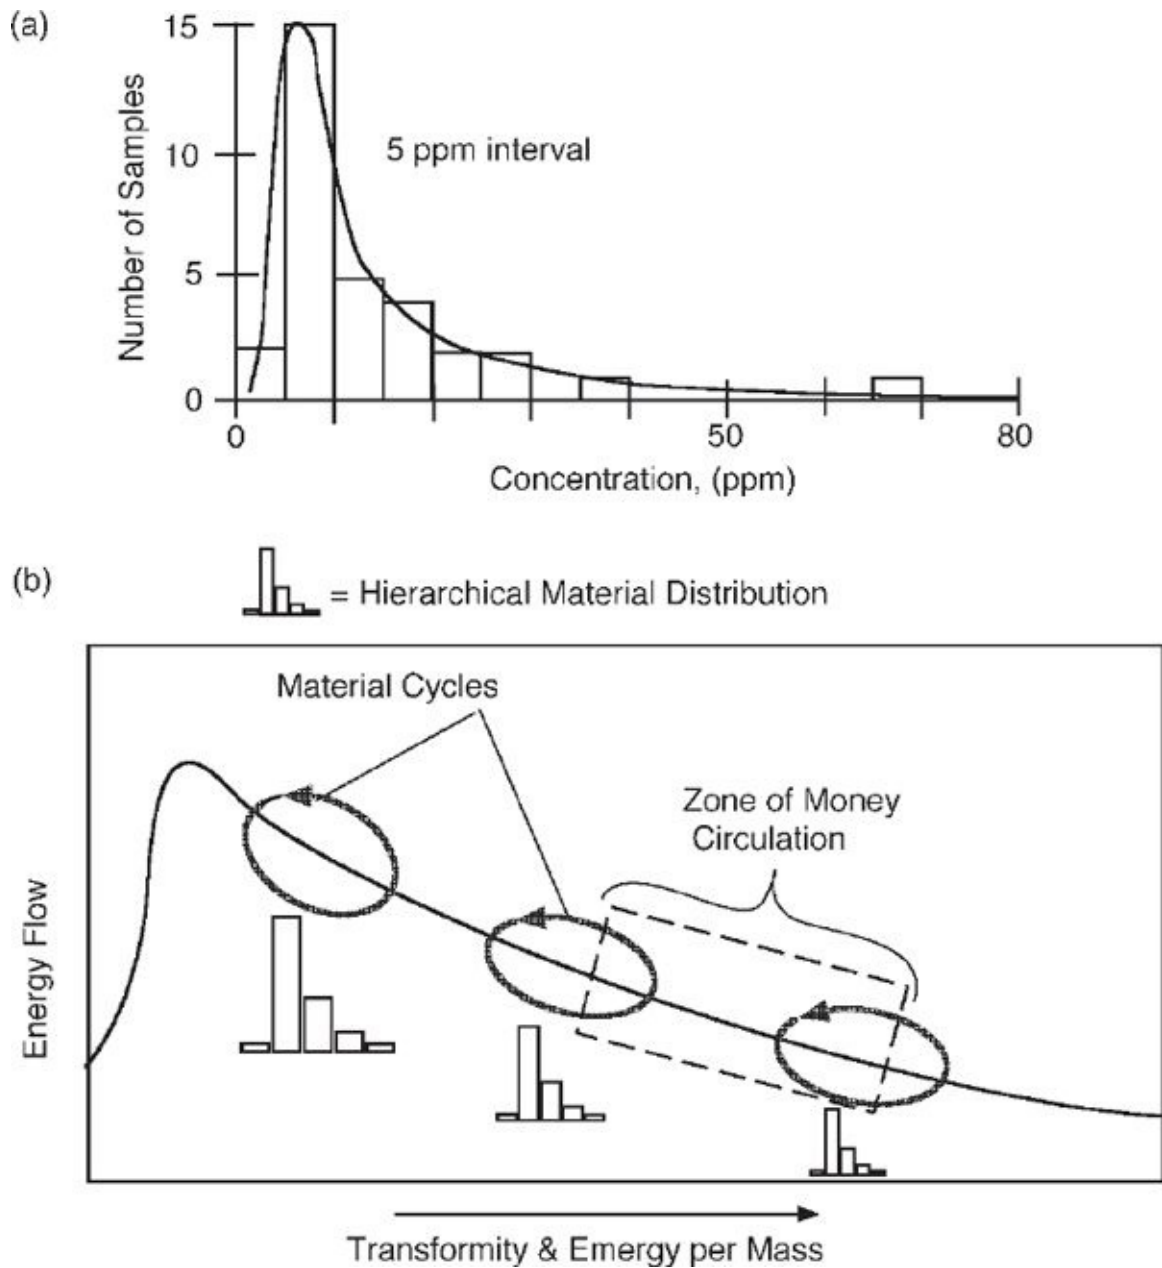 (a)
15
10
5
0
Number of Samples
5 ppm interval
0
50
80
Concentration, (ppm)
(b)
= Hierarchical Material Distribution
Material Cycles
Zone of Money
Circulation
Energy Flow
Transformity & Emergy per Mass